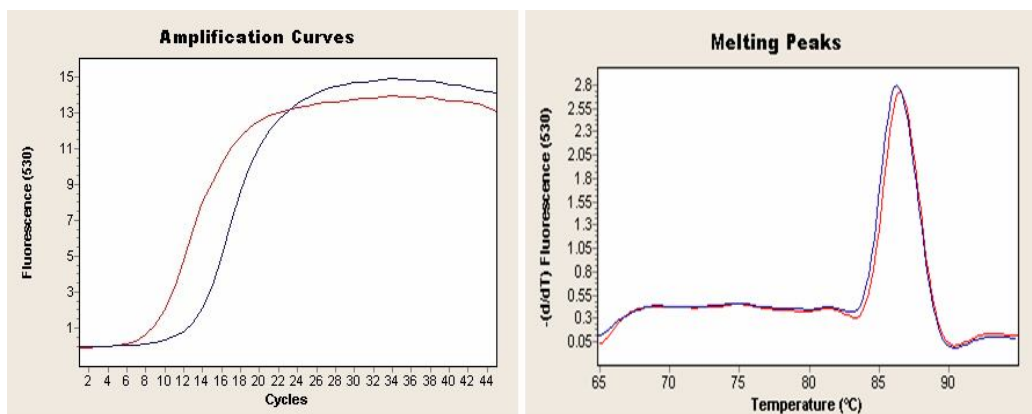 Amplification Curves
Fluorescence (530)
15
13
11
9
7
5
3
1
2 4 6 8 10 12 14 16 18 20 22 24 26 28 30 32 34 36 38 40 42 44
Cycles
Melting Peaks
-(d/dT) Fluorescence (530)
2.8
2.55
2.3
2.05
1.8
1.55
1.3
1.05
0.8
0.55
0.3
0.05
65 70 75 80 85 90
Temperature (ºC)